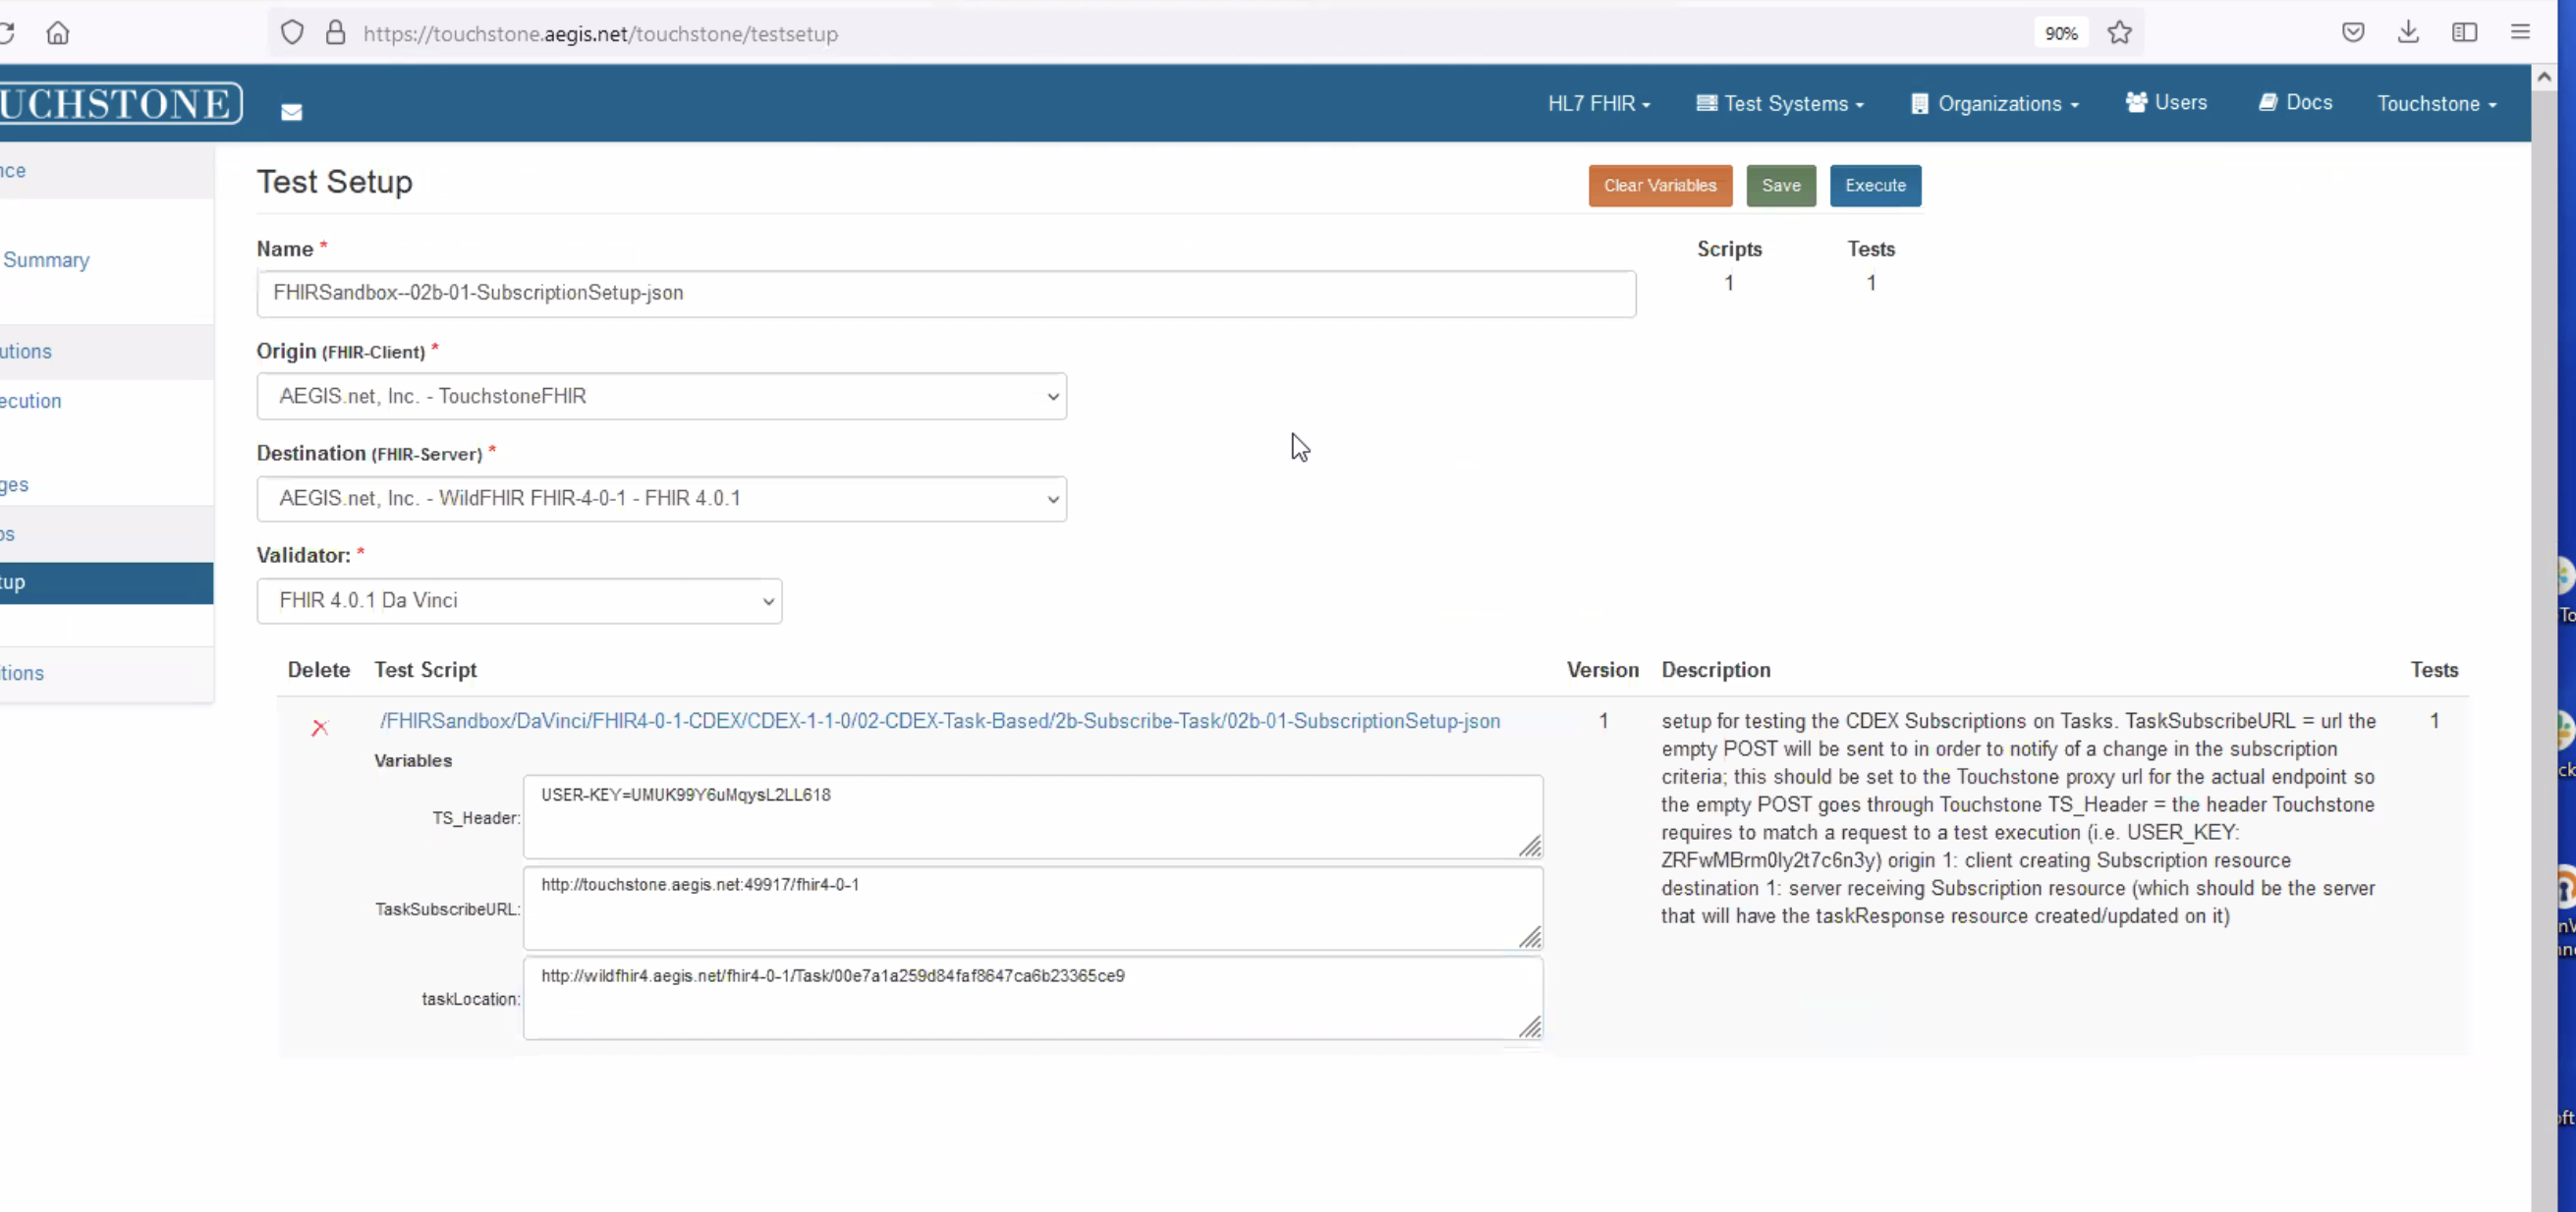 https://touchstone.aegis.net/touchstone/testsetup
90%
UCHSTONE
HL7 FHIR
Test Systems
Organizations
Users
Docs
Touchstone
nce
Summary
utions
ecution
ges
os
tup
tions
Test Setup
Clear Variables
Save
Execute
Name *
Scripts
Tests
FHIRSandbox--02b-01-SubscriptionSetup-json
1
1
Origin (FHIR-Client) *
AEGIS.net, Inc. - TouchstoneFHIR
Destination (FHIR-Server) *
AEGIS.net, Inc. - WildFHIR FHIR-4-0-1 - FHIR 4.0.1
Validator: *
FHIR 4.0.1 Da Vinci
Delete
Test Script
Version
Description
Tests
/FHIRSandbox/DaVinci/FHIR4-0-1-CDEX/CDEX-1-1-0/02-CDEX-Task-Based/2b-Subscribe-Task/02b-01-SubscriptionSetup-json
Variables
TS_Header:
USER-KEY=UMUK99Y6uMqysL2LL618
TaskSubscribeURL:
http://touchstone.aegis.net:49917/fhir4-0-1
taskLocation:
http://wildfhir4.aegis.net/fhir4-0-1/Task/00e7a1a259d84faf8647ca6b23365ce9
1
setup for testing the CDEX Subscriptions on Tasks. TaskSubscribeURL = url the
empty POST will be sent to in order to notify of a change in the subscription
criteria; this should be set to the Touchstone proxy url for the actual endpoint so
the empty POST goes through Touchstone TS_Header = the header Touchstone
requires to match a request to a test execution (i.e. USER_KEY:
ZRFwMBrm0ly2t7c6n3y) origin 1: client creating Subscription resource
destination 1: server receiving Subscription resource (which should be the server
that will have the taskResponse resource created/updated on it)
1
To
ck